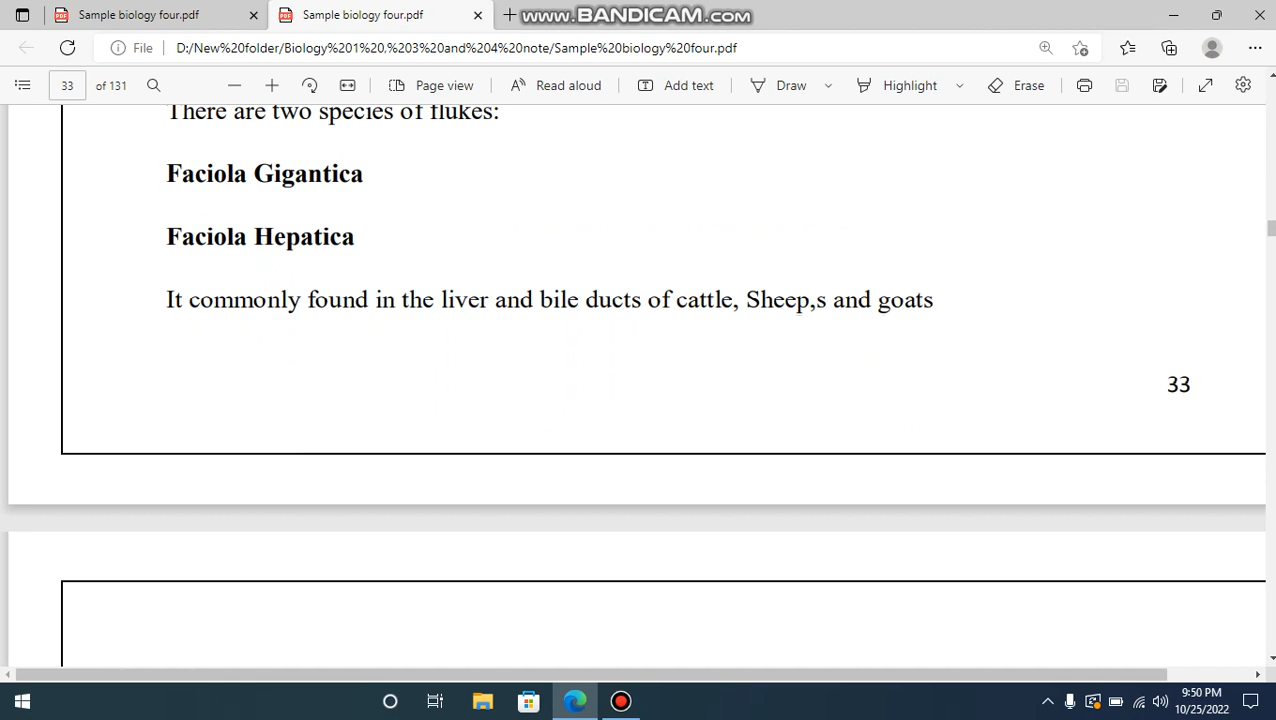 Sample biology four.pdf
Sample biology four.pdf
www.BANDICAM.com
File
D:/New%20folder/Biology%201%20.%203%20and%204%20note/Sample%20biology%20four.pdf
33 of 131
Page view
Read aloud
Add text
Draw
Highlight
Erase
There are two species of flukes:
Faciola Gigantica
Faciola Hepatica
It commonly found in the liver and bile ducts of cattle, Sheep,s and goats
33
9:50 PM
10/25/2022